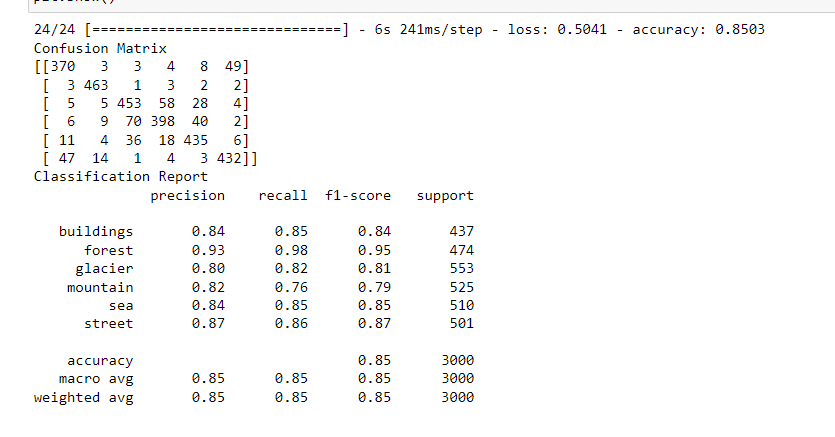 24/24 [==============================] - 6s 241ms/step - loss: 0.5041 - accuracy: 0.8503
Confusion Matrix
[[370   3   3   4   8  49]
 [  3 463   1   3   2   2]
 [  5   5 453  58  28   4]
 [  6   9  70 398  40   2]
 [ 11   4  36  18 435   6]
 [ 47  14   1   4   3 432]]
Classification Report
              precision    recall  f1-score   support

   buildings       0.84      0.85      0.84       437
      forest       0.93      0.98      0.95       474
     glacier       0.80      0.82      0.81       553
    mountain       0.82      0.76      0.79       525
         sea       0.84      0.85      0.85       510
      street       0.87      0.86      0.87       501

    accuracy                           0.85      3000
   macro avg       0.85      0.85      0.85      3000
weighted avg       0.85      0.85      0.85      3000